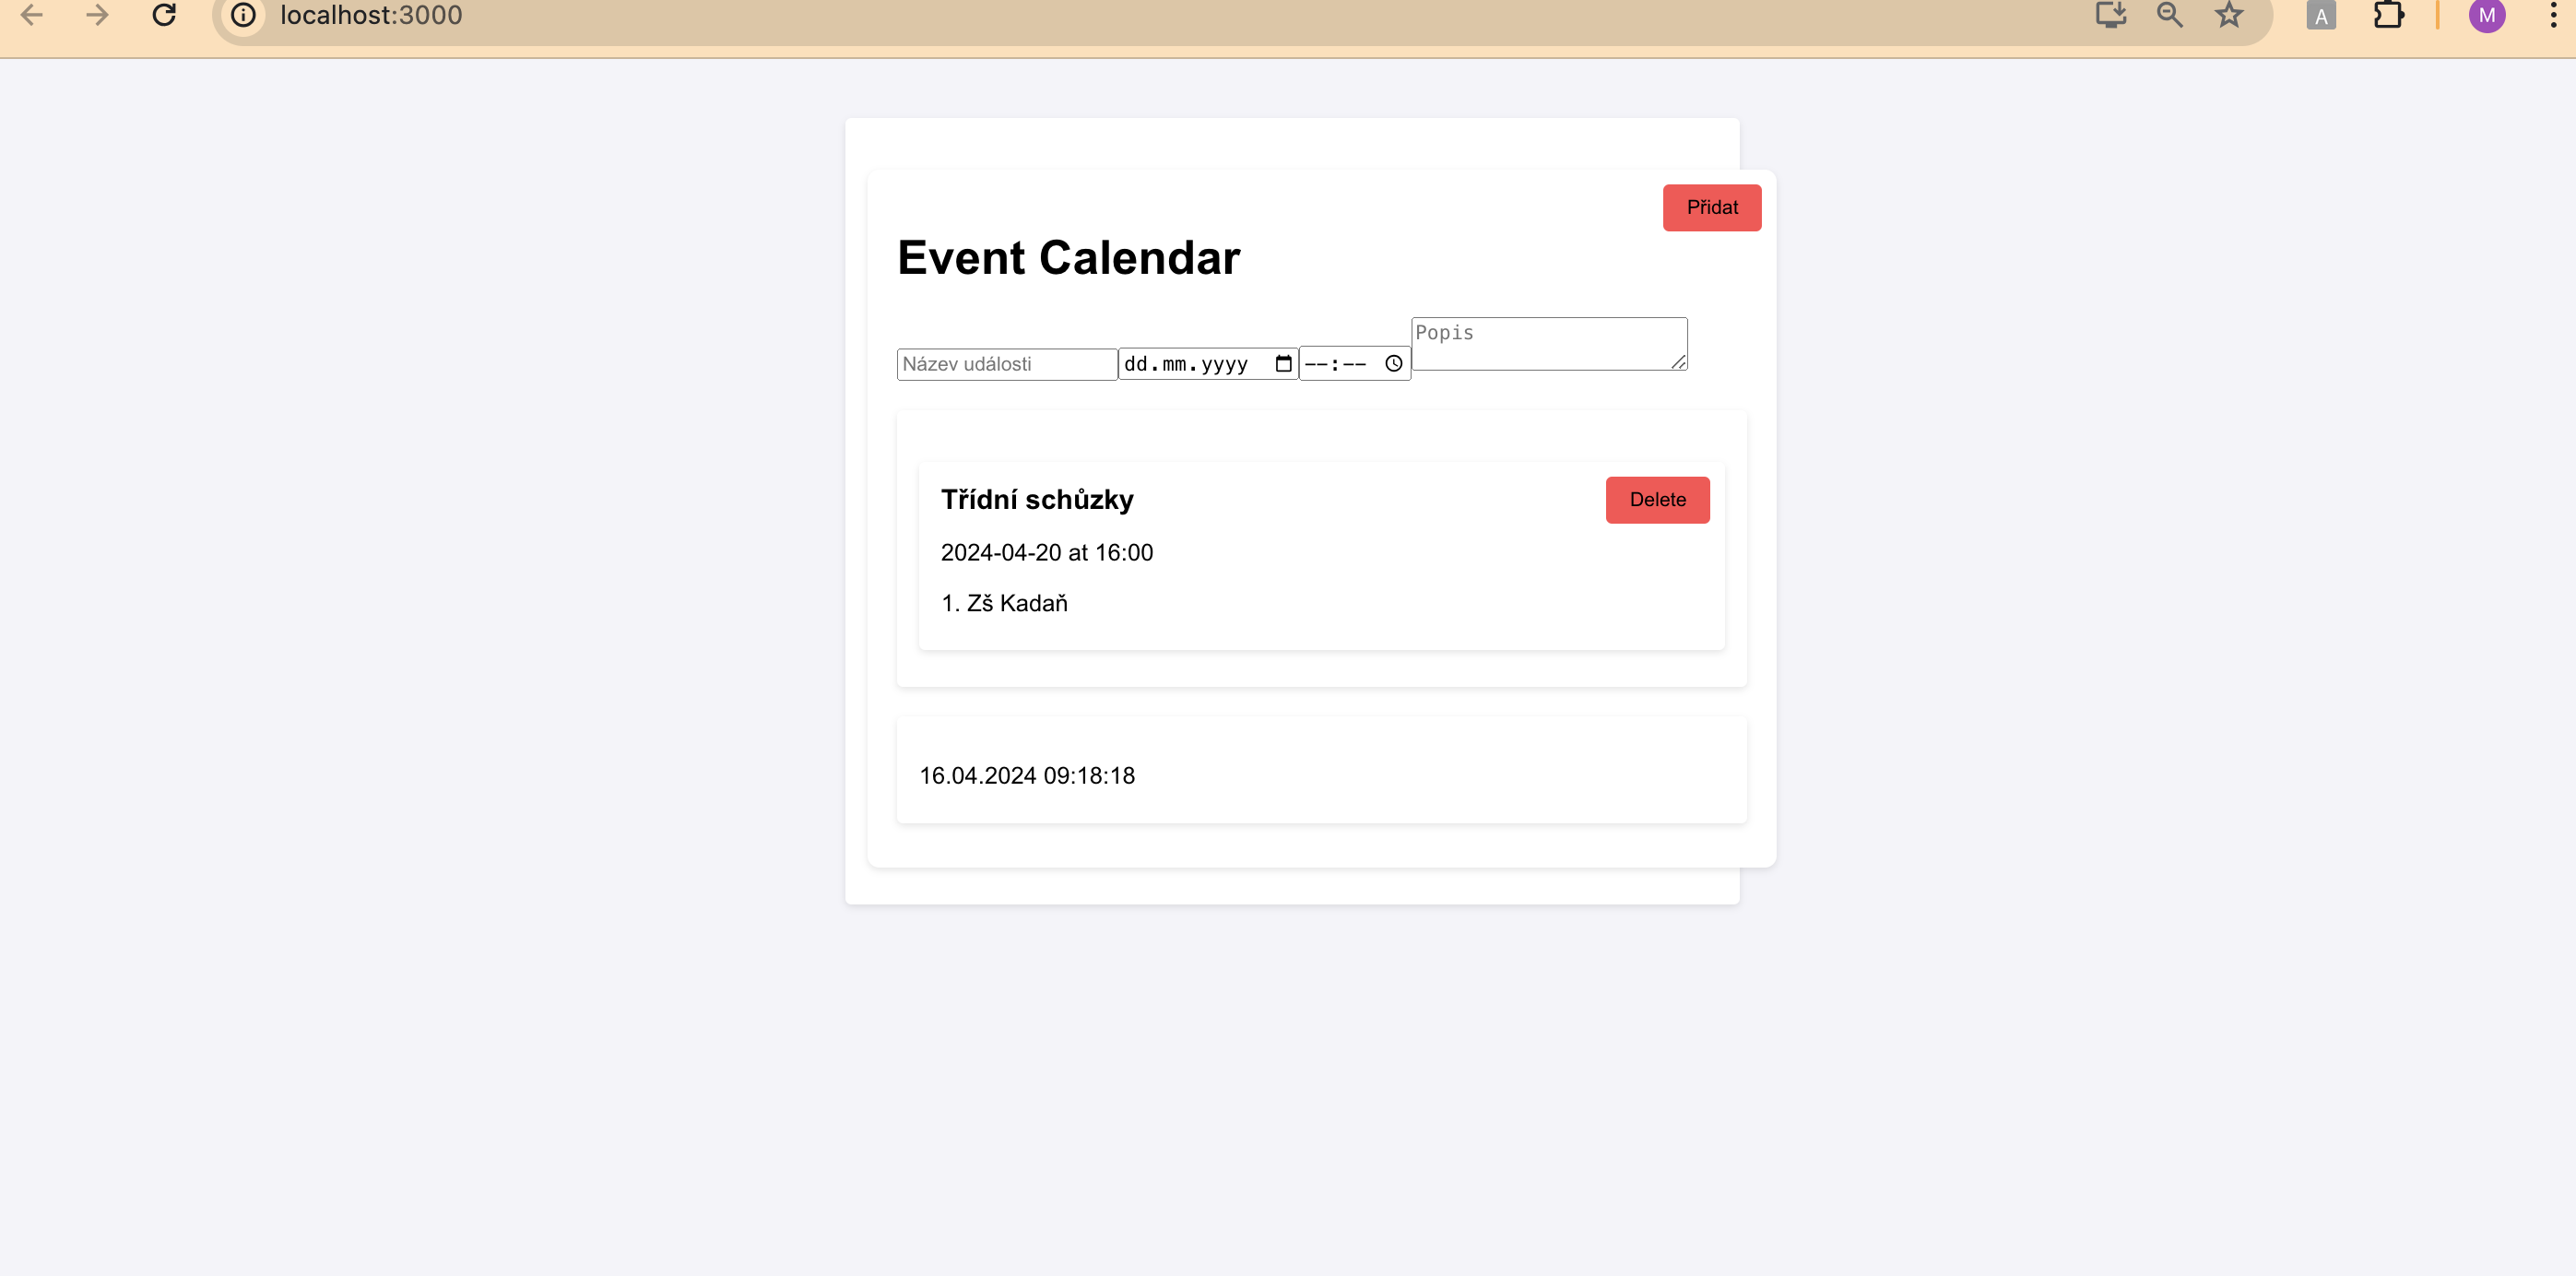 localhost:3000
A
M
Přidat
Event Calendar
Popis
Název události dd.mm.yyyy --:--
Třídní schůzky
Delete
2024-04-20 at 16:00
1. Zš Kadaň
16.04.2024 09:18:18